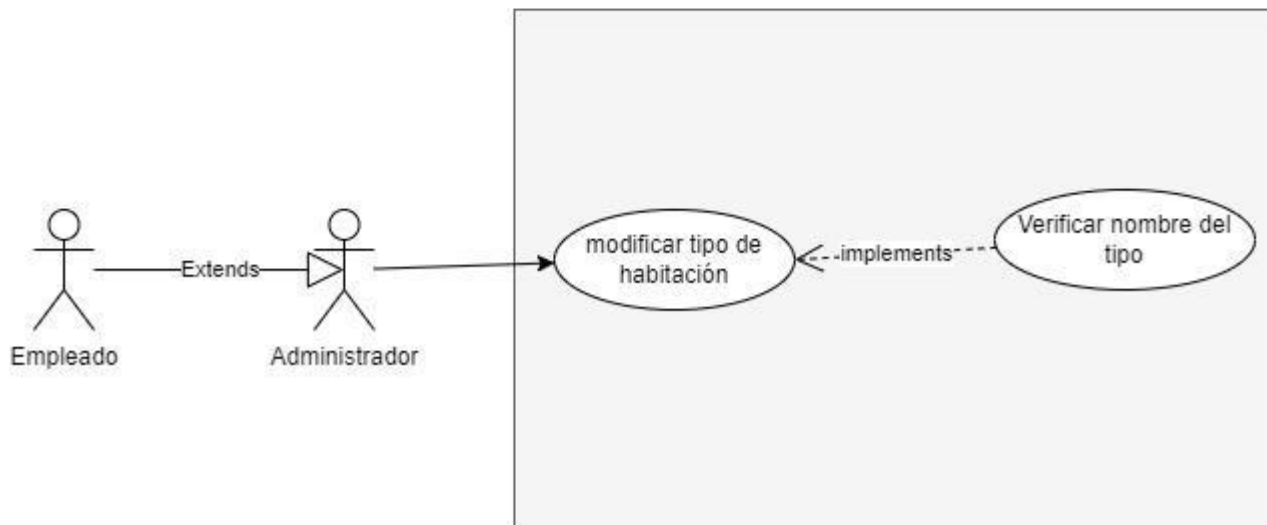 Empleado
Extends
Administrador
modificar tipo de
habitación
implements
Verificar nombre del
tipo